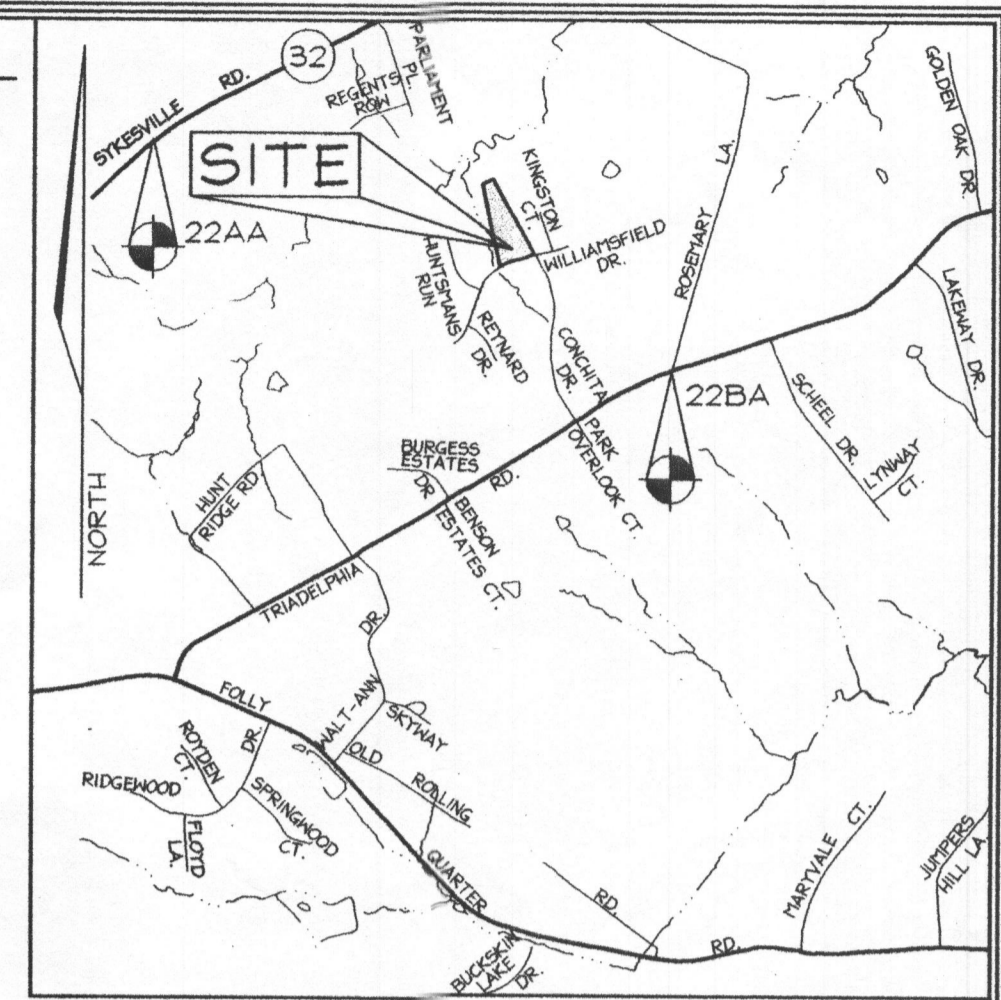 32
SYKESVILLE RD.
PARLIAMENT PL.
REGENTS
ROW
GOLDEN OAK DR.
SITE
KINGSTON
CT.
22AA
WILLIAMSFIELD
DR.
ROSEMARY LA.
HUNTSMANS
RUN
REYNARD
DR.
CONCHITA
DR.
LAKEWAY DR.
22BA
SCHEEL DR.
LYNWAY
CT.
PARK
OVERLOOK CT.
BURGESS
ESTATES
DR
BENSON
ESTATES CT.
HUNT
RIDGE RD
NORTH
TRIADELPHIA RD.
WALT-ANN DR.
FOLLY QUARTER RD.
SKYWAY
OLD ROLLING RD.
ROYDEN
CT.
RIDGEWOOD DR.
SPRINGWOOD
CT.
FLOYD
LA.
MARYVALE CT.
JUMPERS
HILL LA.
BUCKSKIN
LAKE DR.